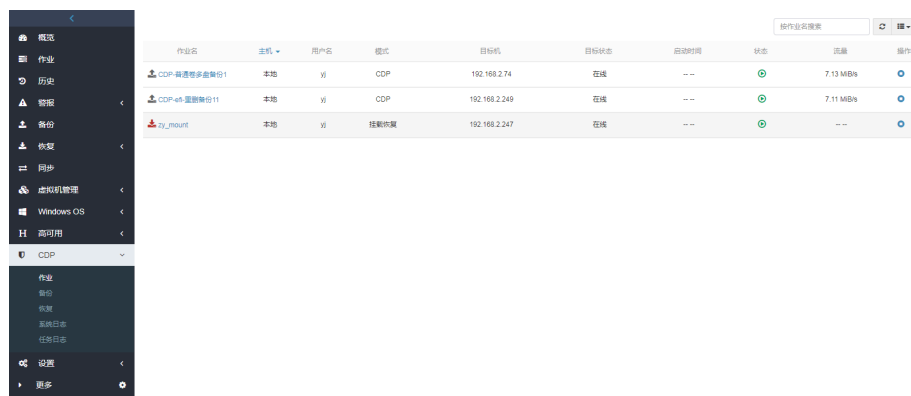 按作业名搜索
作业名 主机 用户名 模式 目标机 目标状态 启动时间 状态 流量 操作
CDP-普通卷多盘备份1 本地 yj CDP 192.168.2.74 在线 -- -- 7.13 MiB/s
CDP-efi-重删备份11 本地 yj CDP 192.168.2.249 在线 -- -- 7.11 MiB/s
zy_mount 本地 yj 挂载恢复 192.168.2.247 在线 -- -- -- --
概览
作业
历史
警报
备份
恢复
同步
虚拟机管理
Windows OS
高可用
CDP
作业
备份
恢复
系统日志
任务日志
设置
更多